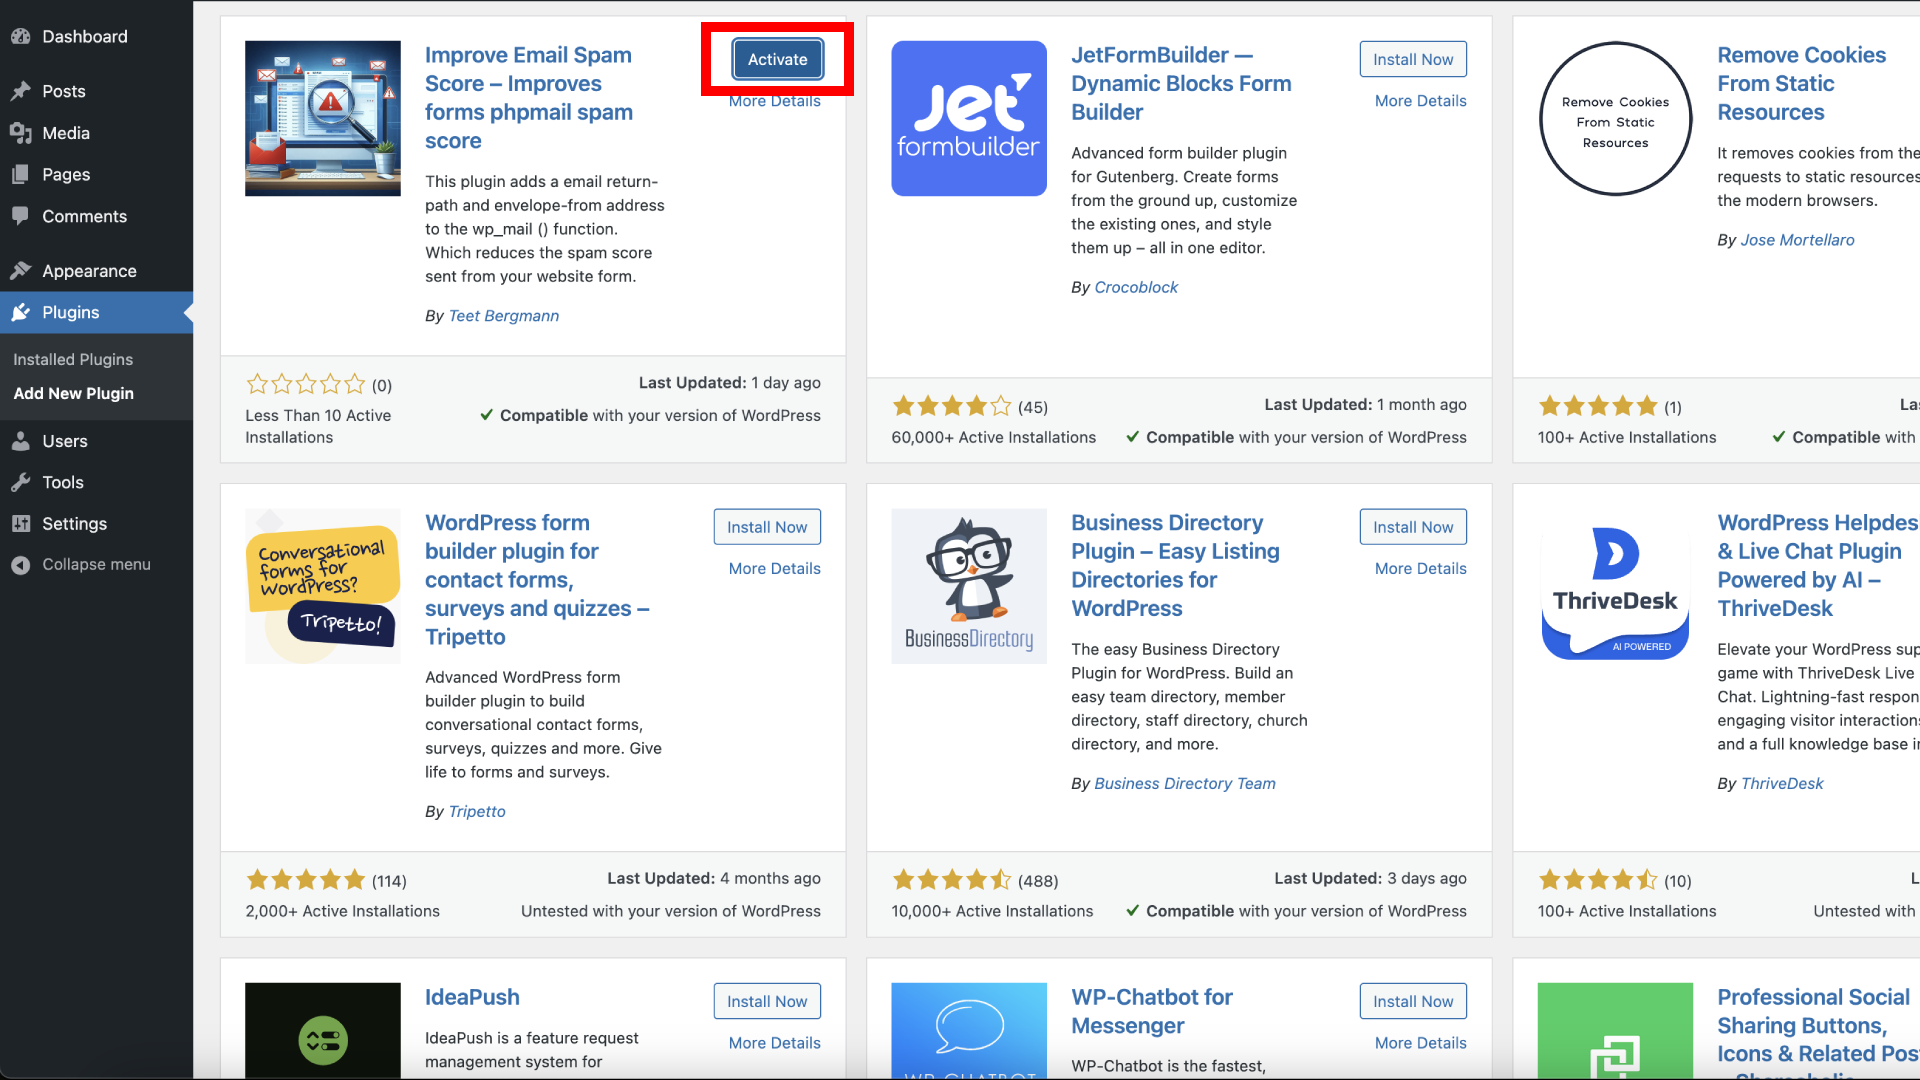 Dashboard
Posts
Media
Pages
Comments
Appearance
Plugins
Installed Plugins
Add New Plugin
Users
Tools
Settings
Collapse menu
Improve Email Spam
Score – Improves
forms phpmail spam
score
Activate
More Details
This plugin adds a email return-
path and envelope-from address
to the wp_mail () function.
Which reduces the spam score
sent from your website form.
By Teet Bergmann
(0)
Less Than 10 Active
Installations
Last Updated: 1 day ago
Compatible with your version of WordPress
Jet
formbuilder
JetFormBuilder —
Dynamic Blocks Form
Builder
Install Now
More Details
Advanced form builder plugin
for Gutenberg. Create forms
from the ground up, customize
the existing ones, and style
them up – all in one editor.
By Crocoblock
(45)
60,000+ Active Installations
Last Updated: 1 month ago
Compatible with your version of WordPress
Remove Cookies
From Static
Resources
Remove Cookies
From Static
Resources
It removes cookies from the
requests to static resources
the modern browsers.
By Jose Mortellaro
(1)
100+ Active Installations
Compatible with
Conversational
forms for
WordPress?
Tripetto!
WordPress form
builder plugin for
contact forms,
surveys and quizzes –
Tripetto
Install Now
More Details
Advanced WordPress form
builder plugin to build
conversational contact forms,
surveys, quizzes and more. Give
life to forms and surveys.
By Tripetto
(114)
2,000+ Active Installations
Last Updated: 4 months ago
Untested with your version of WordPress
BusinessDirectory
Business Directory
Plugin – Easy Listing
Directories for
WordPress
Install Now
More Details
The easy Business Directory
Plugin for WordPress. Build an
easy team directory, member
directory, staff directory, church
directory, and more.
By Business Directory Team
(488)
10,000+ Active Installations
Last Updated: 3 days ago
Compatible with your version of WordPress
ThriveDesk
AI POWERED
WordPress Helpdes
& Live Chat Plugin
Powered by AI –
ThriveDesk
Elevate your WordPress sup
game with ThriveDesk Live
Chat. Lightning-fast respon
engaging visitor interactions
and a full knowledge base in
By ThriveDesk
(10)
100+ Active Installations
Untested with
IdeaPush
Install Now
More Details
IdeaPush is a feature request
management system for
WP CHATBOT
WP-Chatbot for
Messenger
Install Now
More Details
WP-Chatbot is the fastest,
Professional Social
Sharing Buttons,
Icons & Related Post